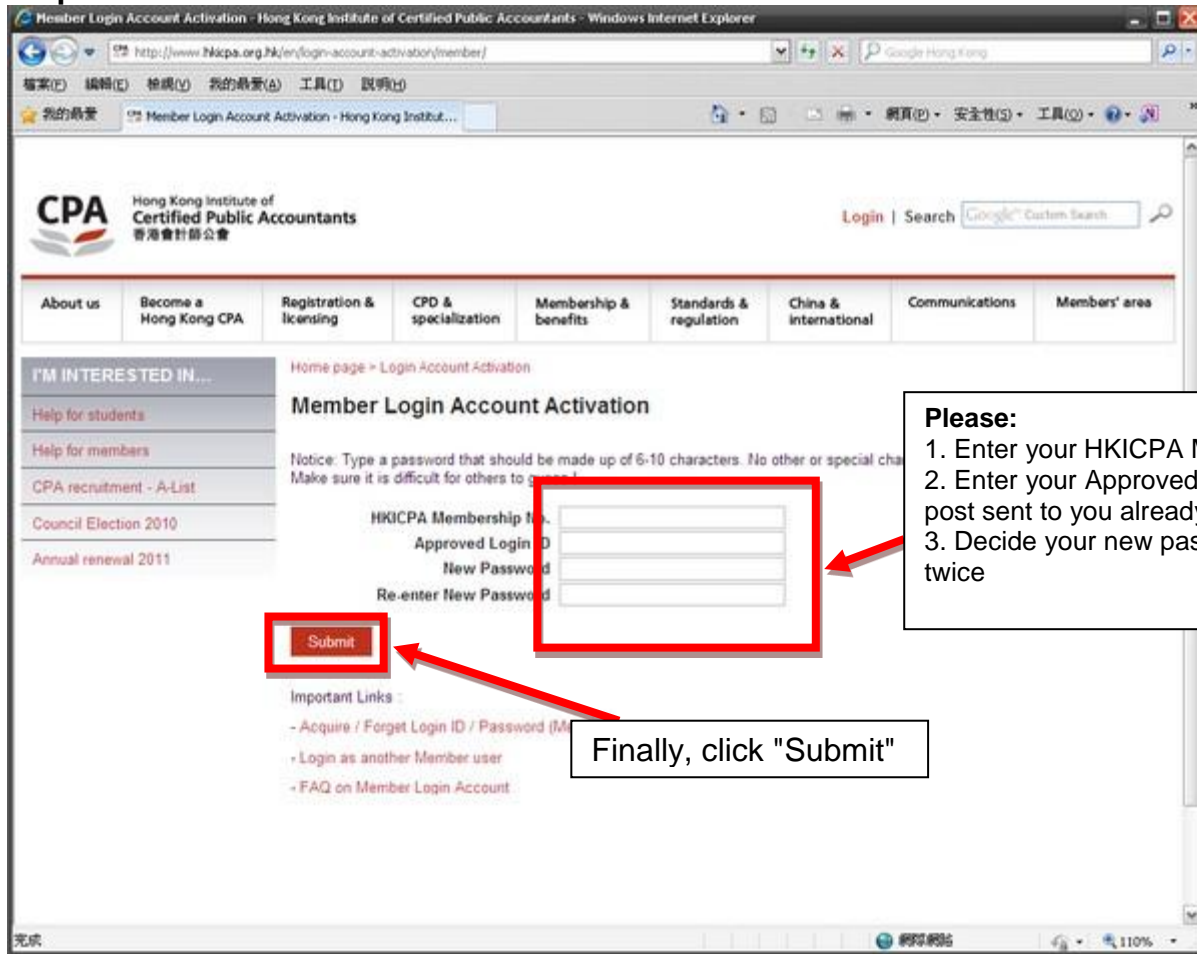 Member Login Account Activation - Hong Kong Institute of Certified Public Accountants - Windows Internet Explorer
http://www.hkicpa.org.hk/en/login-account-activation/member/
Google Hong Kong
檔案(F) 編輯(E) 檢視(V) 我的最愛(A) 工具(T) 說明(H)
我的最愛 Member Login Account Activation - Hong Kong Institut... 網頁(P) 安全性(S) 工具(O)
CPA
Hong Kong Institute of
Certified Public Accountants
香港會計師公會
Login | Search Google™ Custom Search
About us
Become a Hong Kong CPA
Registration & licensing
CPD & specialization
Membership & benefits
Standards & regulation
China & international
Communications
Members' area
I'M INTERESTED IN...
Help for students
Help for members
CPA recruitment - A-List
Council Election 2010
Annual renewal 2011
Home page > Login Account Activation
Member Login Account Activation
Notice: Type a password that should be made up of 6-10 characters. No other or special cha
Make sure it is difficult for others to
HKICPA Membership No.
Approved Login ID
New Password
Re-enter New Password
Submit
Please:
1. Enter your HKICPA
2. Enter your Approved
post sent to you already
3. Decide your new pas
twice
Important Links :
- Acquire / Forget Login ID / Password (Me
- Login as another Member user
- FAQ on Member Login Account
Finally, click "Submit"
完成
網際網路
110%